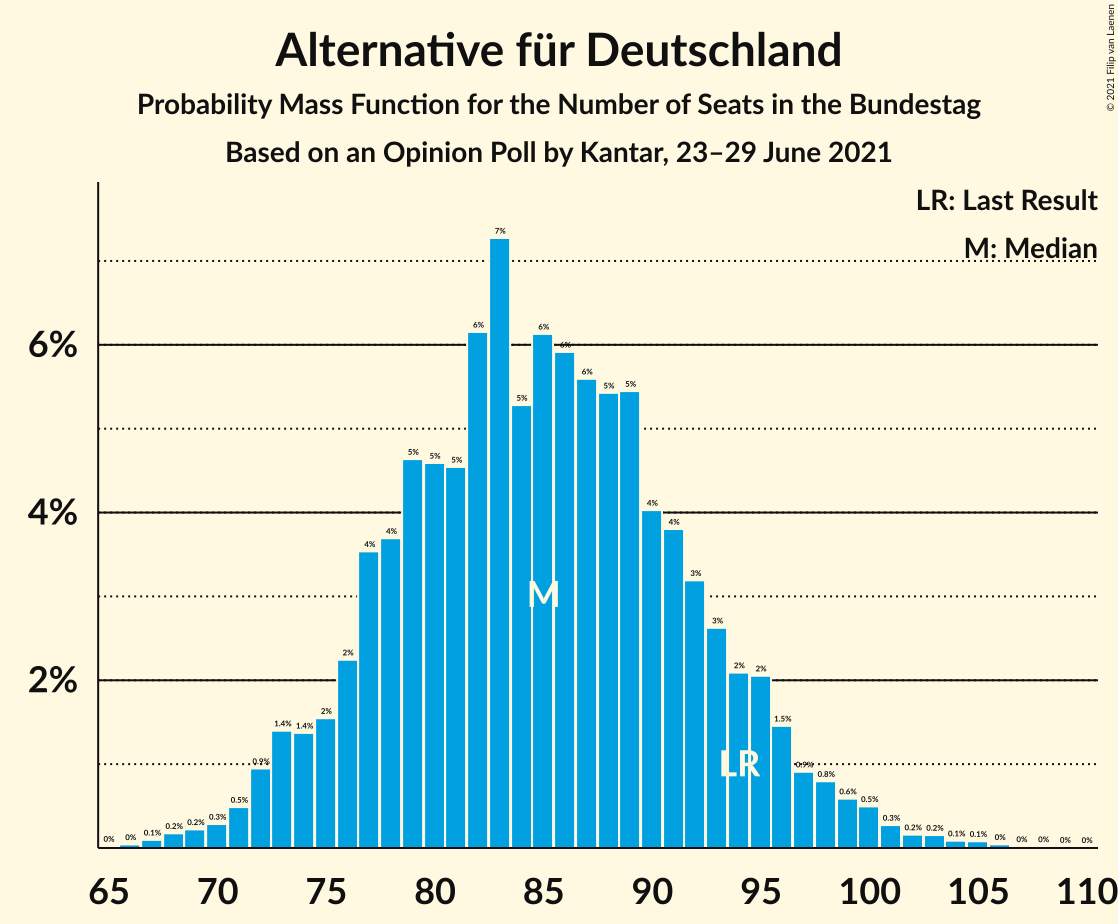 Alternative für Deutschland
Probability Mass Function for the Number of Seats in the Bundestag
Based on an Opinion Poll by Kantar, 23–29 June 2021
© 2021 Filip van Laenen
LR: Last Result
M: Median
6%
4%
2%
0% 0% 0.1% 0.2% 0.2% 0.3% 0.5% 0.9% 1.4% 1.4% 2% 2% 4% 4% 5% 5% 5% 6% 7% 5% 6% 6% 6% 5% 5% 4% 4% 3% 3% 2% 2% 1.5% 0.9% 0.8% 0.6% 0.5% 0.3% 0.2% 0.2% 0.1% 0.1% 0% 0% 0% 0% 0%
M
LR
65 70 75 80 85 90 95 100 105 110